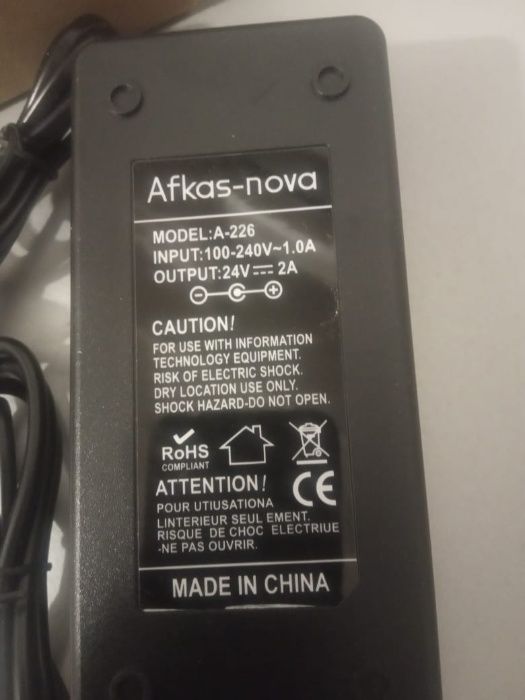 Afkas-nova
MODEL:A-226
INPUT:100-240V~1.0A
OUTPUT:24V⎓2A
CAUTION!
FOR USE WITH INFORMATION
TECHNOLOGY EQUIPMENT.
RISK OF ELECTRIC SHOCK.
DRY LOCATION USE ONLY.
SHOCK HAZARD-DO NOT OPEN.
RoHS
COMPLIANT
CE
ATTENTION!
POUR UTIUSATIONA
LINTERIEUR SEUL EMENT.
RISQUE DE CHOC ELECTRIUE
-NE PAS OUVRIR.
MADE IN CHINA